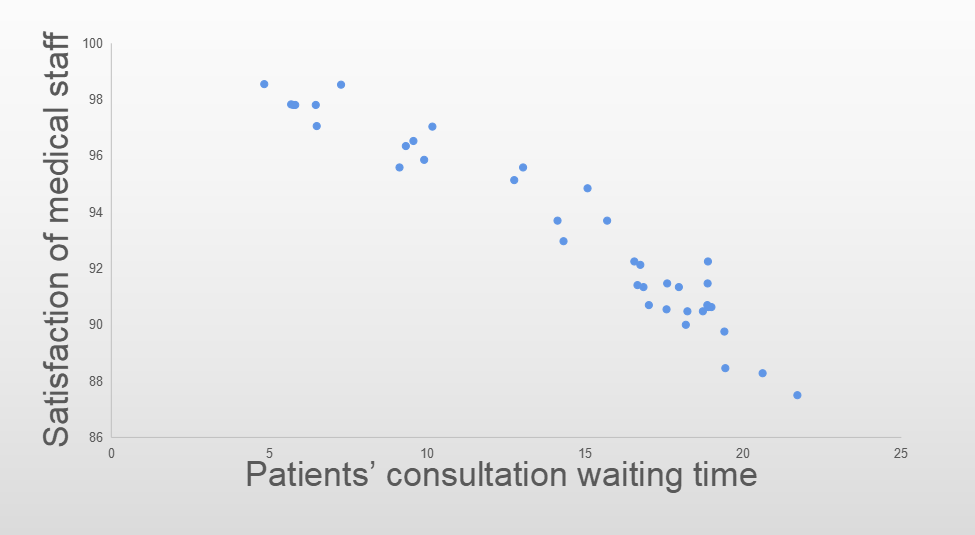 Satisfaction of medical staff
100
98
96
94
92
90
88
86
0 5 10 15 20 25
Patients’ consultation waiting time